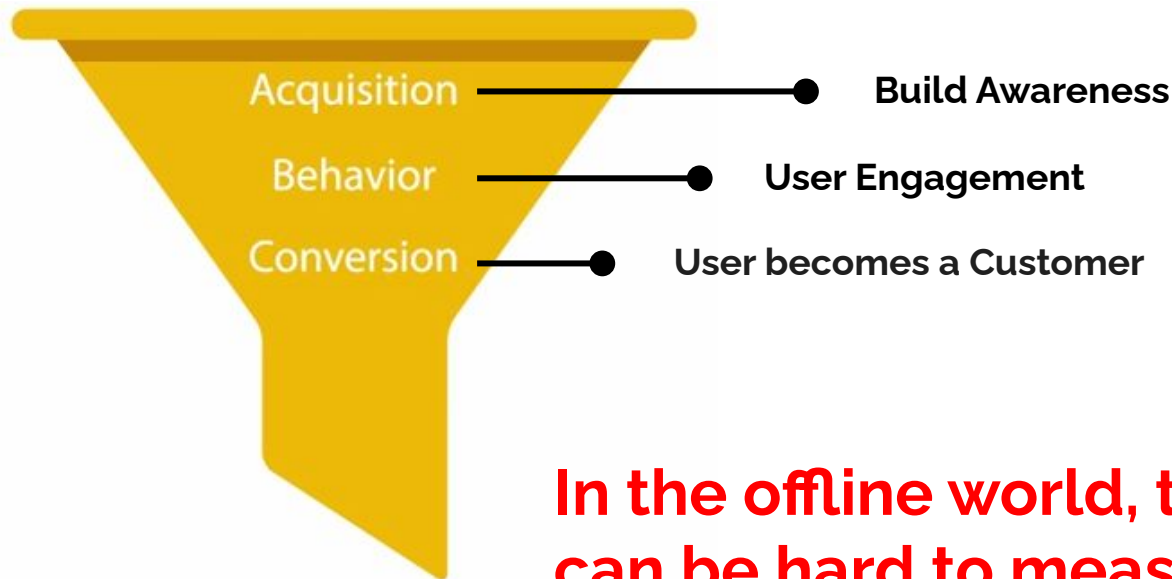 Acquisition
Build Awareness
Behavior
User Engagement
Conversion
User becomes a Customer
In the offline world,
can be hard to